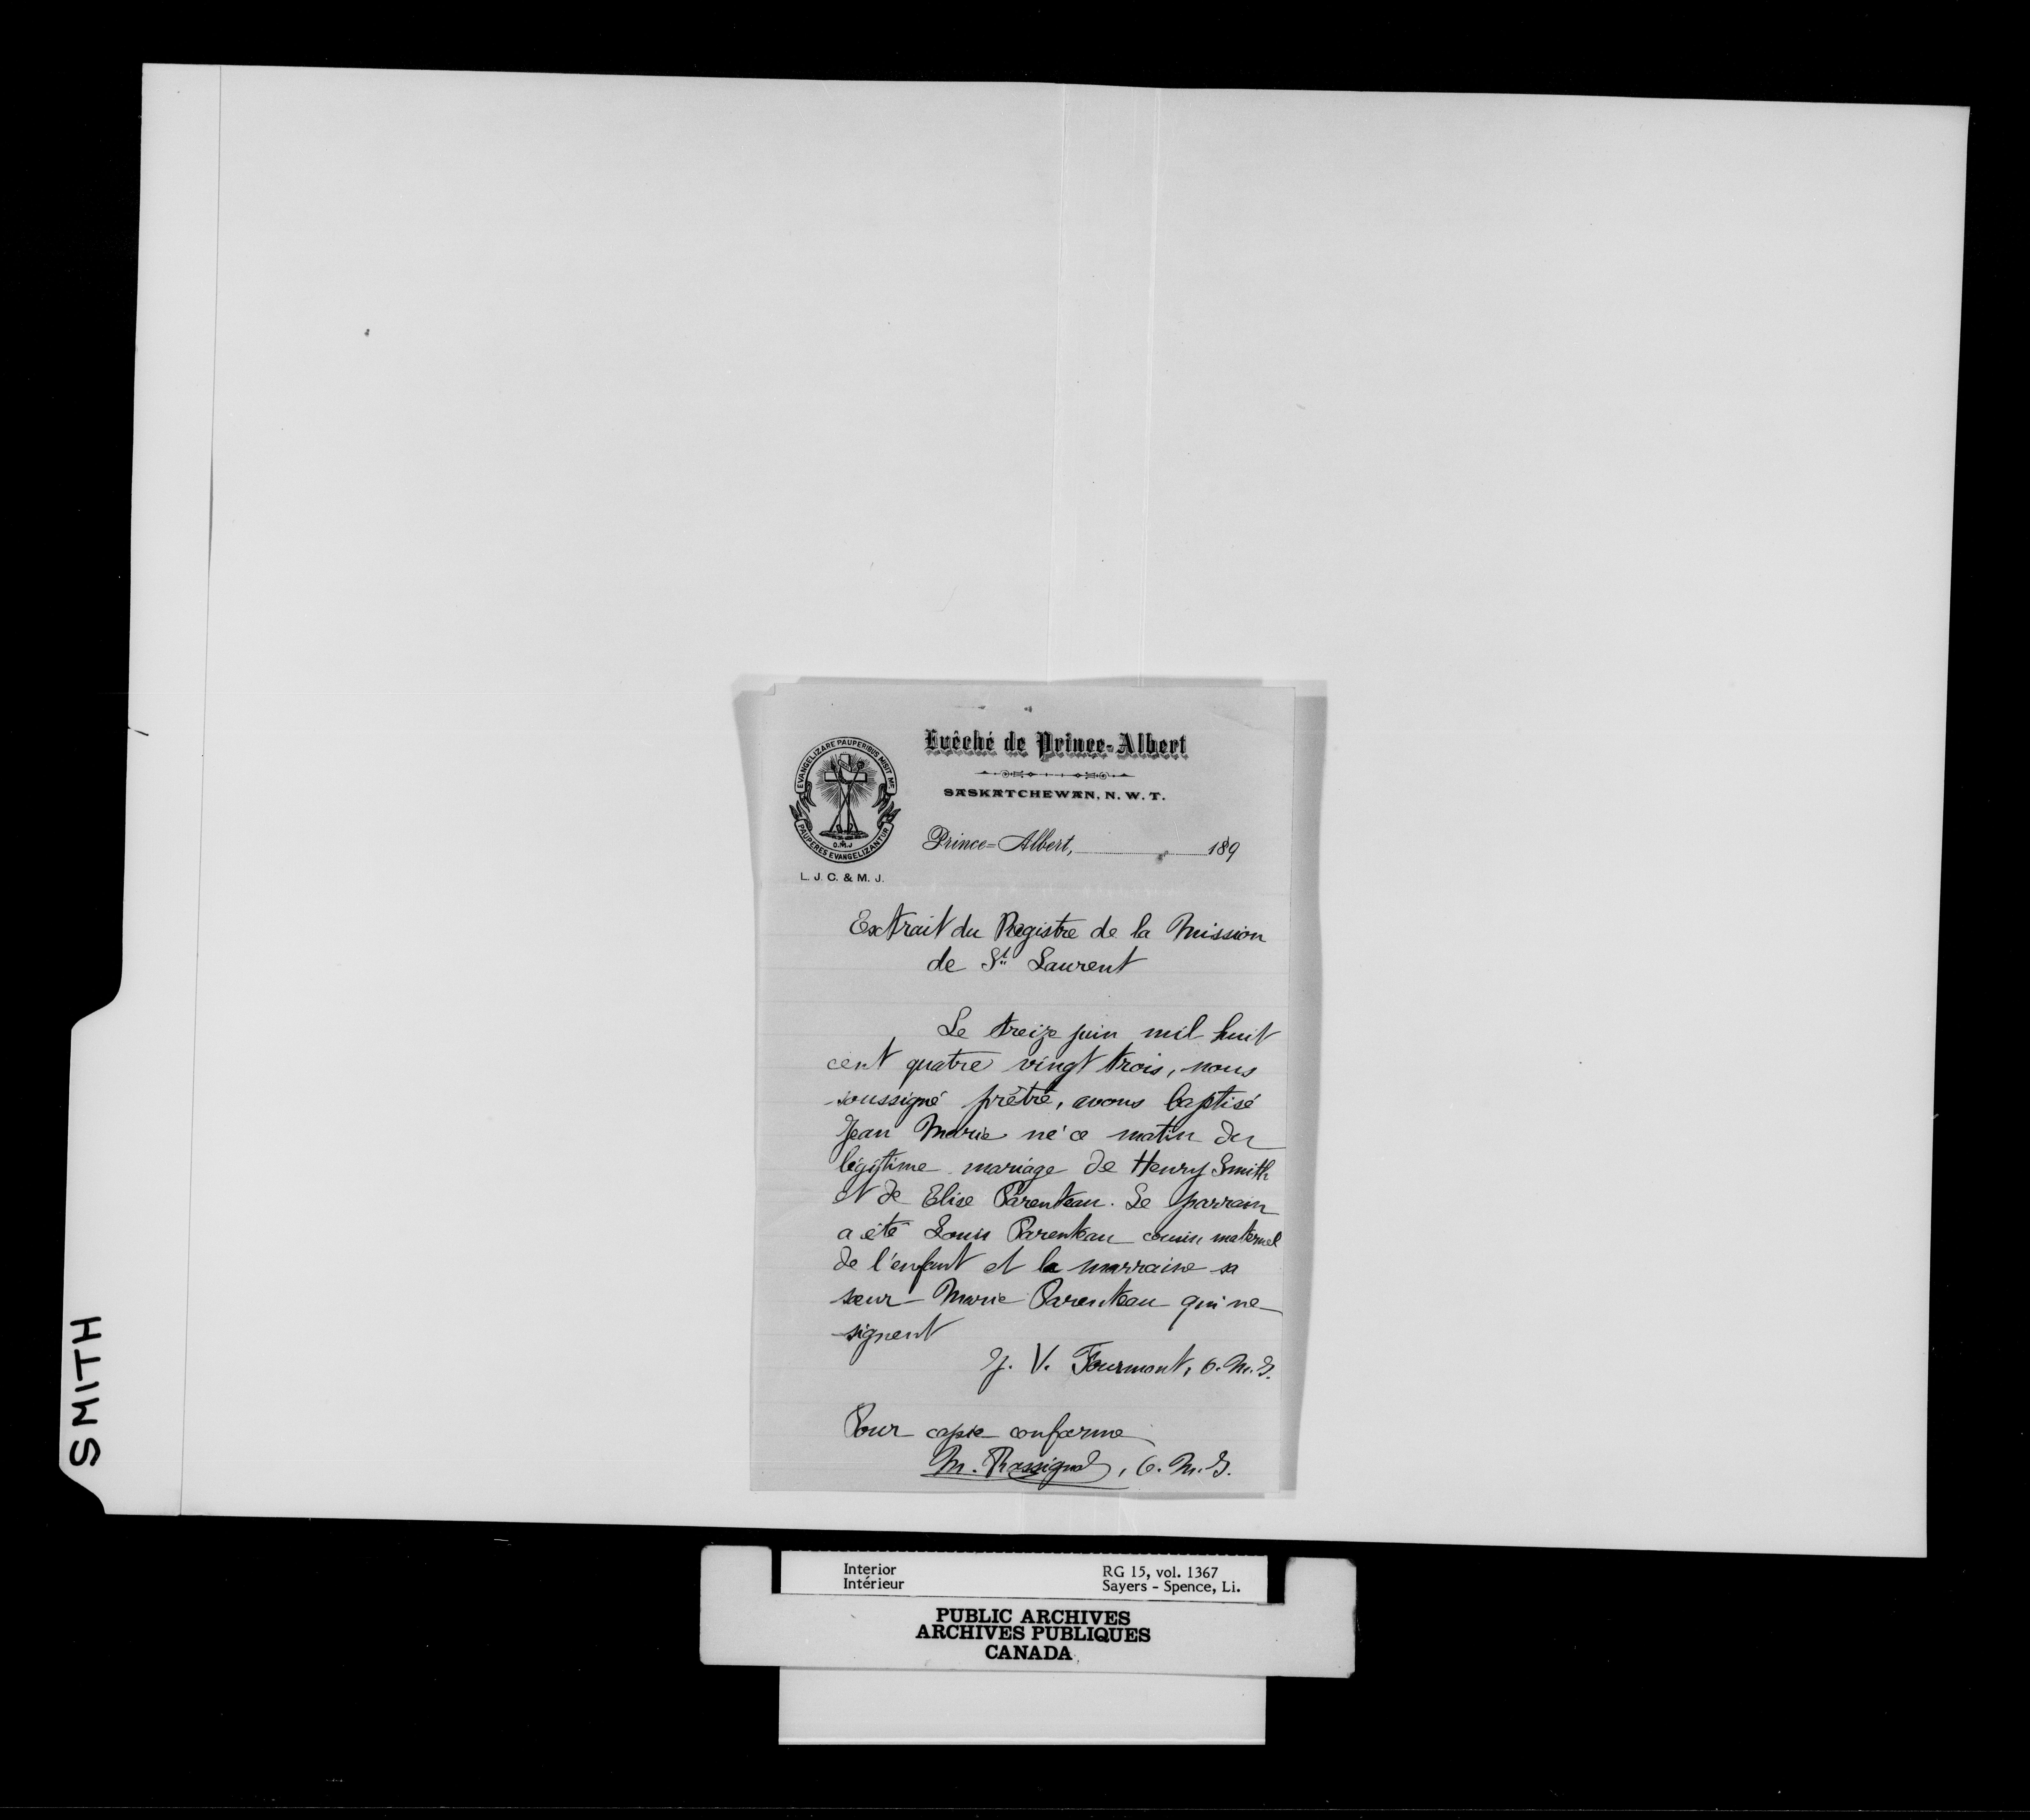 Evêché de Prince-Albert
SASKATCHEWAN, N. W. T.
EVANGELIZARE PAUPERIBUS MISIT ME
PAUPERES EVANGELIZANTUR
O.M.J
L. J. C. & M. J.
Prince=Albert, 189
Extrait du Registre de la Mission
de St Laurent
Le treize juin mil huit
cent quatre vingt trois, nous
soussigné prêtre, avons baptisé
Jean Marie né ce matin du
légitime mariage de Henry Smith
et de Elise Parenteau. Le parrain
a été Louis Parenteau cousin maternel
de l'enfant et la marraine sa
sœur Marie Parenteau qui ne
signent
J. V. Fourmont, O.M.I.
Pour copie conforme
M. Rossignol, O.M.I.
SMITH
Interior
Intérieur
RG 15, vol. 1367
Sayers - Spence, Li.
PUBLIC ARCHIVES
ARCHIVES PUBLIQUES
CANADA